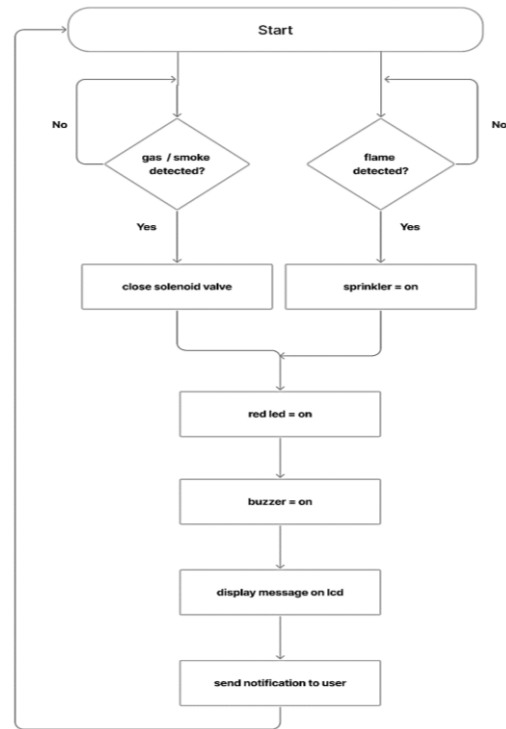 Start
No
gas / smoke
detected?
flame
detected?
No
Yes
Yes
close solenoid valve
sprinkler = on
red led = on
buzzer = on
display message on lcd
send notification to user